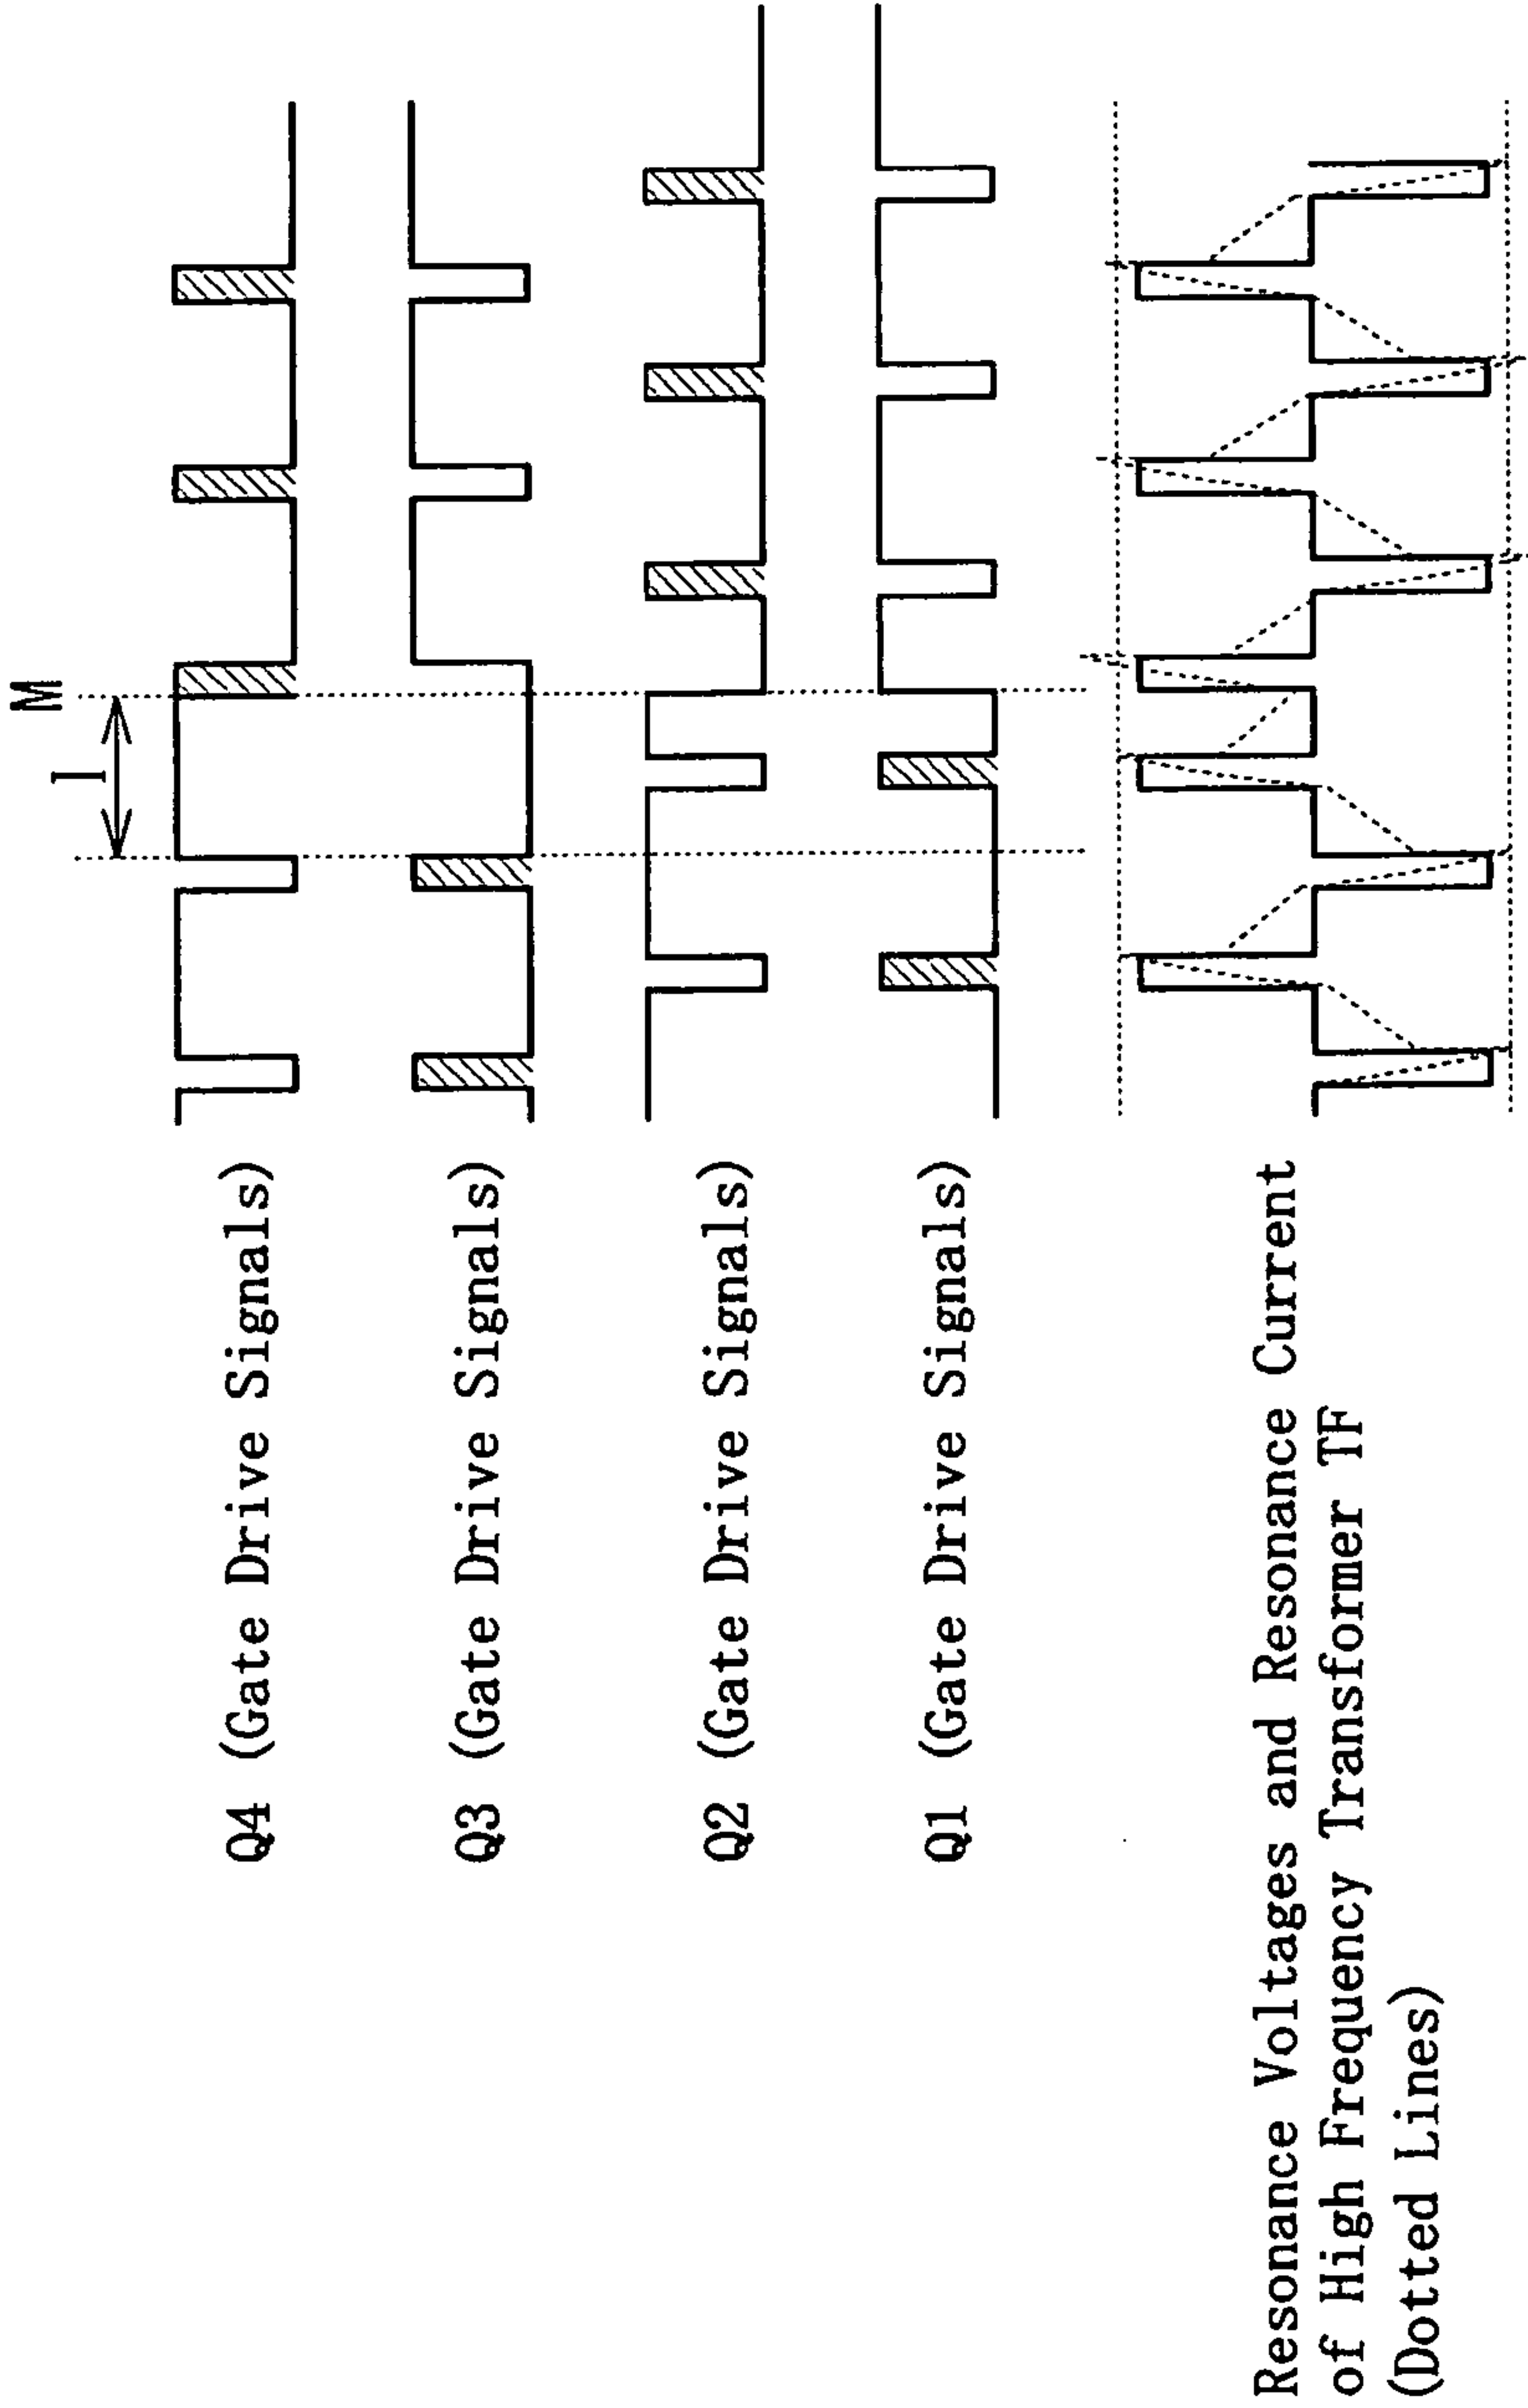 M
l
Q4 (Gate Drive Signals)
Q3 (Gate Drive Signals)
Q2 (Gate Drive Signals)
Q1 (Gate Drive Signals)
Resonance Voltages and Resonance Current
of High Frequency Transformer TF
(Dotted Lines)